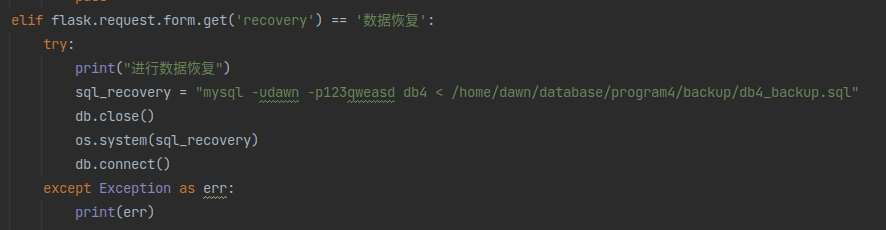 pass
elif flask.request.form.get('recovery') == '数据恢复':
try:
print("进行数据恢复")
sql_recovery = "mysql -udawn -p123qweasd db4 < /home/dawn/database/program4/backup/db4_backup.sql"
db.close()
os.system(sql_recovery)
db.connect()
except Exception as err:
print(err)